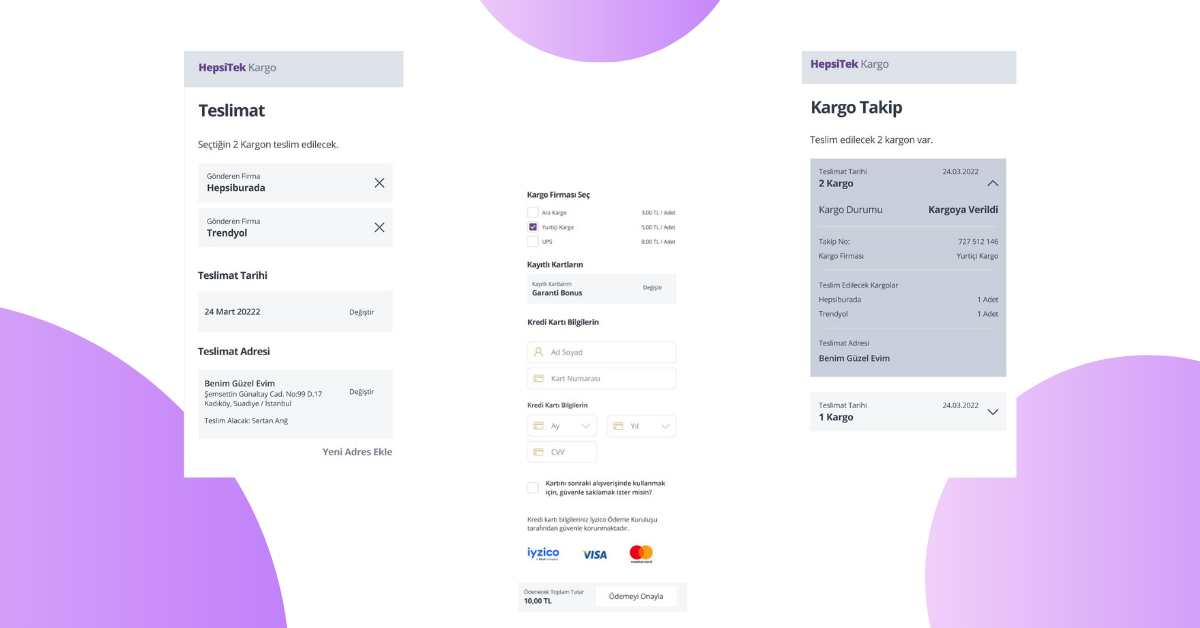 HepsiTek Kargo
Teslimat
Seçtiğin 2 Kargon teslim edilecek.
Gönderen Firma
Hepsiburada
Gönderen Firma
Trendyol
Teslimat Tarihi
24 Mart 20222 Değiştir
Teslimat Adresi
Benim Güzel Evim
Şemsettin Günaltay Cad. No:99 D.17
Kadıköy, Suadiye / İstanbul
Değiştir
Teslim Alacak: Sertan Arığ
Yeni Adres Ekle
Kargo Firması Seç
Ara Kargo 3,00 TL / Adet
Yurtiçi Kargo 5,00 TL / Adet
UPS 8,00 TL / Adet
Kayıtlı Kartların
Kayıtlı Kartlarım
Garanti Bonus
Değiştir
Kredi Kartı Bilgilerin
Ad Soyad
Kart Numarası
Kredi Kartı Bilgilerin
Ay Yıl
CVV
Kartını sonraki alışverişinde kullanmak
için, güvenle saklamak ister misin?
Kredi kartı bilgileriniz İyzico Ödeme Kuruluşu
tarafından güvenle korunmaktadır.
iyzico VISA
mastercard
Ödenecek Toplam Tutar
10,00 TL
Ödemeyi Onayla
HepsiTek Kargo
Kargo Takip
Teslim edilecek 2 kargon var.
Teslimat Tarihi 24.03.2022
2 Kargo
Kargo Durumu Kargoya Verildi
Takip No: 727 512 146
Kargo Firması Yurtiçi Kargo
Teslim Edilecek Kargolar
Hepsiburada 1 Adet
Trendyol 1 Adet
Teslimat Adresi
Benim Güzel Evim
Teslimat Tarihi 24.03.2022
1 Kargo